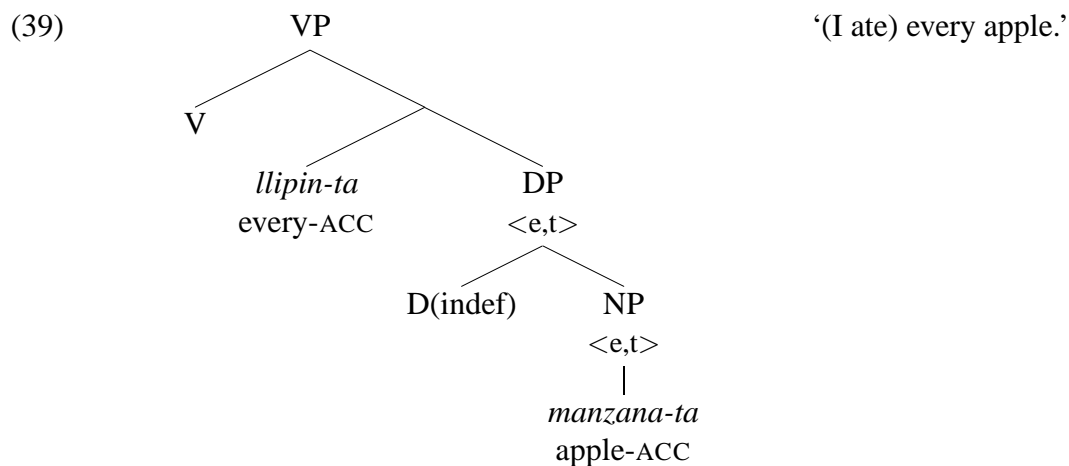 (39) VP ‘(I ate) every apple.’
V
llipin-ta DP
every-ACC <e,t>
D(indef) NP
<e,t>
manzana-ta
apple-ACC